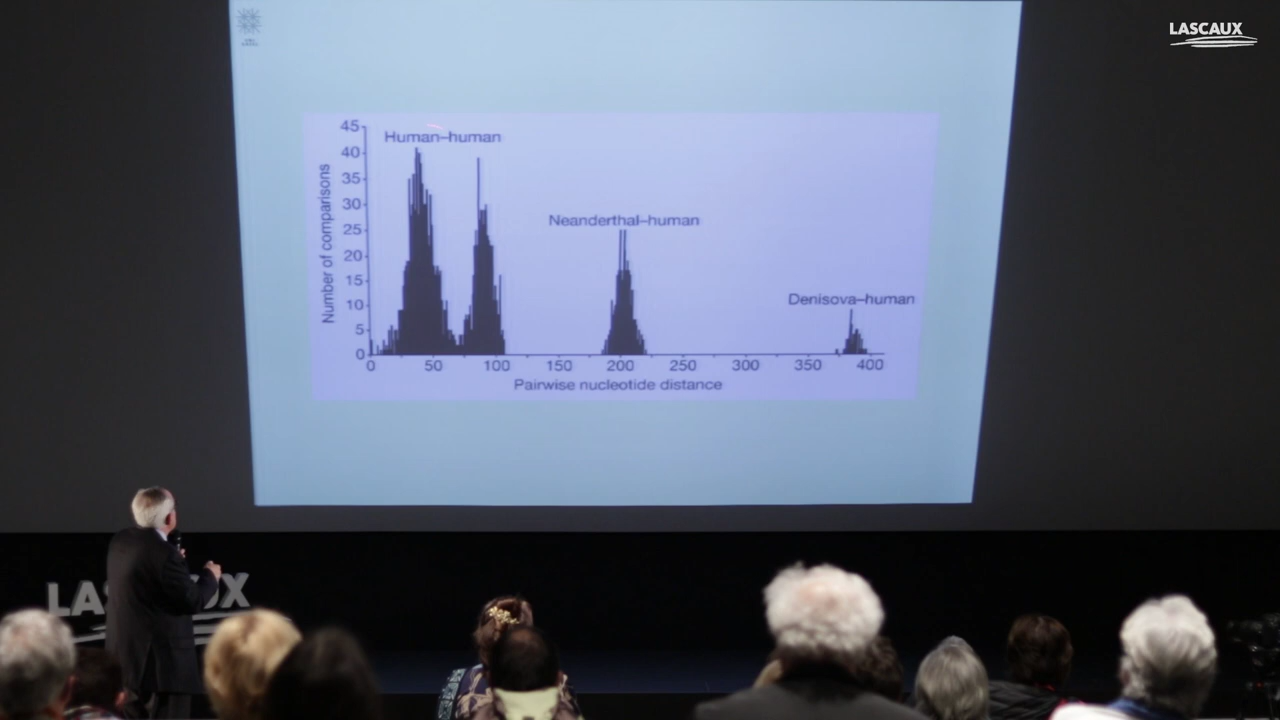 LASCAUX
Human–human
Neanderthal–human
Denisova–human
Number of comparisons
45
40
35
30
25
20
15
10
5
0
0 50 100 150 200 250 300 350 400
Pairwise nucleotide distance